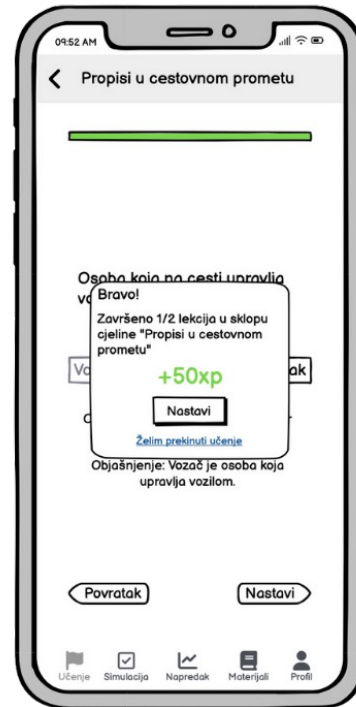 09:52 AM
Propisi u cestovnom prometu
Osoba koja na cesti upravlja
Bravo!
Završeno 1/2 lekcija u sklopu
cjeline "Propisi u cestovnom
prometu"
+50xp
Nastavi
Želim prekinuti učenje
Objašnjenje: Vozač je osoba koja
upravlja vozilom.
Povratak
Nastavi
Učenje
Simulacija
Napredak
Materijali
Profil